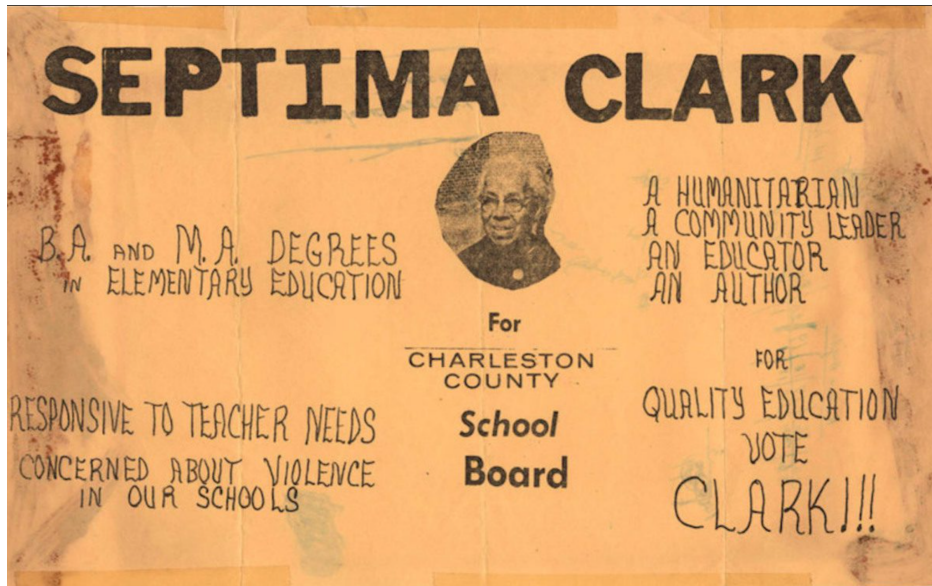 SEPTIMA CLARK
B.A. AND M.A. DEGREES
IN ELEMENTARY EDUCATION
RESPONSIVE TO TEACHER NEEDS
CONCERNED ABOUT VIOLENCE
IN OUR SCHOOLS
For
CHARLESTON
COUNTY
School
Board
A HUMANITARIAN
A COMMUNITY LEADER
AN EDUCATOR
AN AUTHOR
FOR
QUALITY EDUCATION
VOTE
CLARK!!!